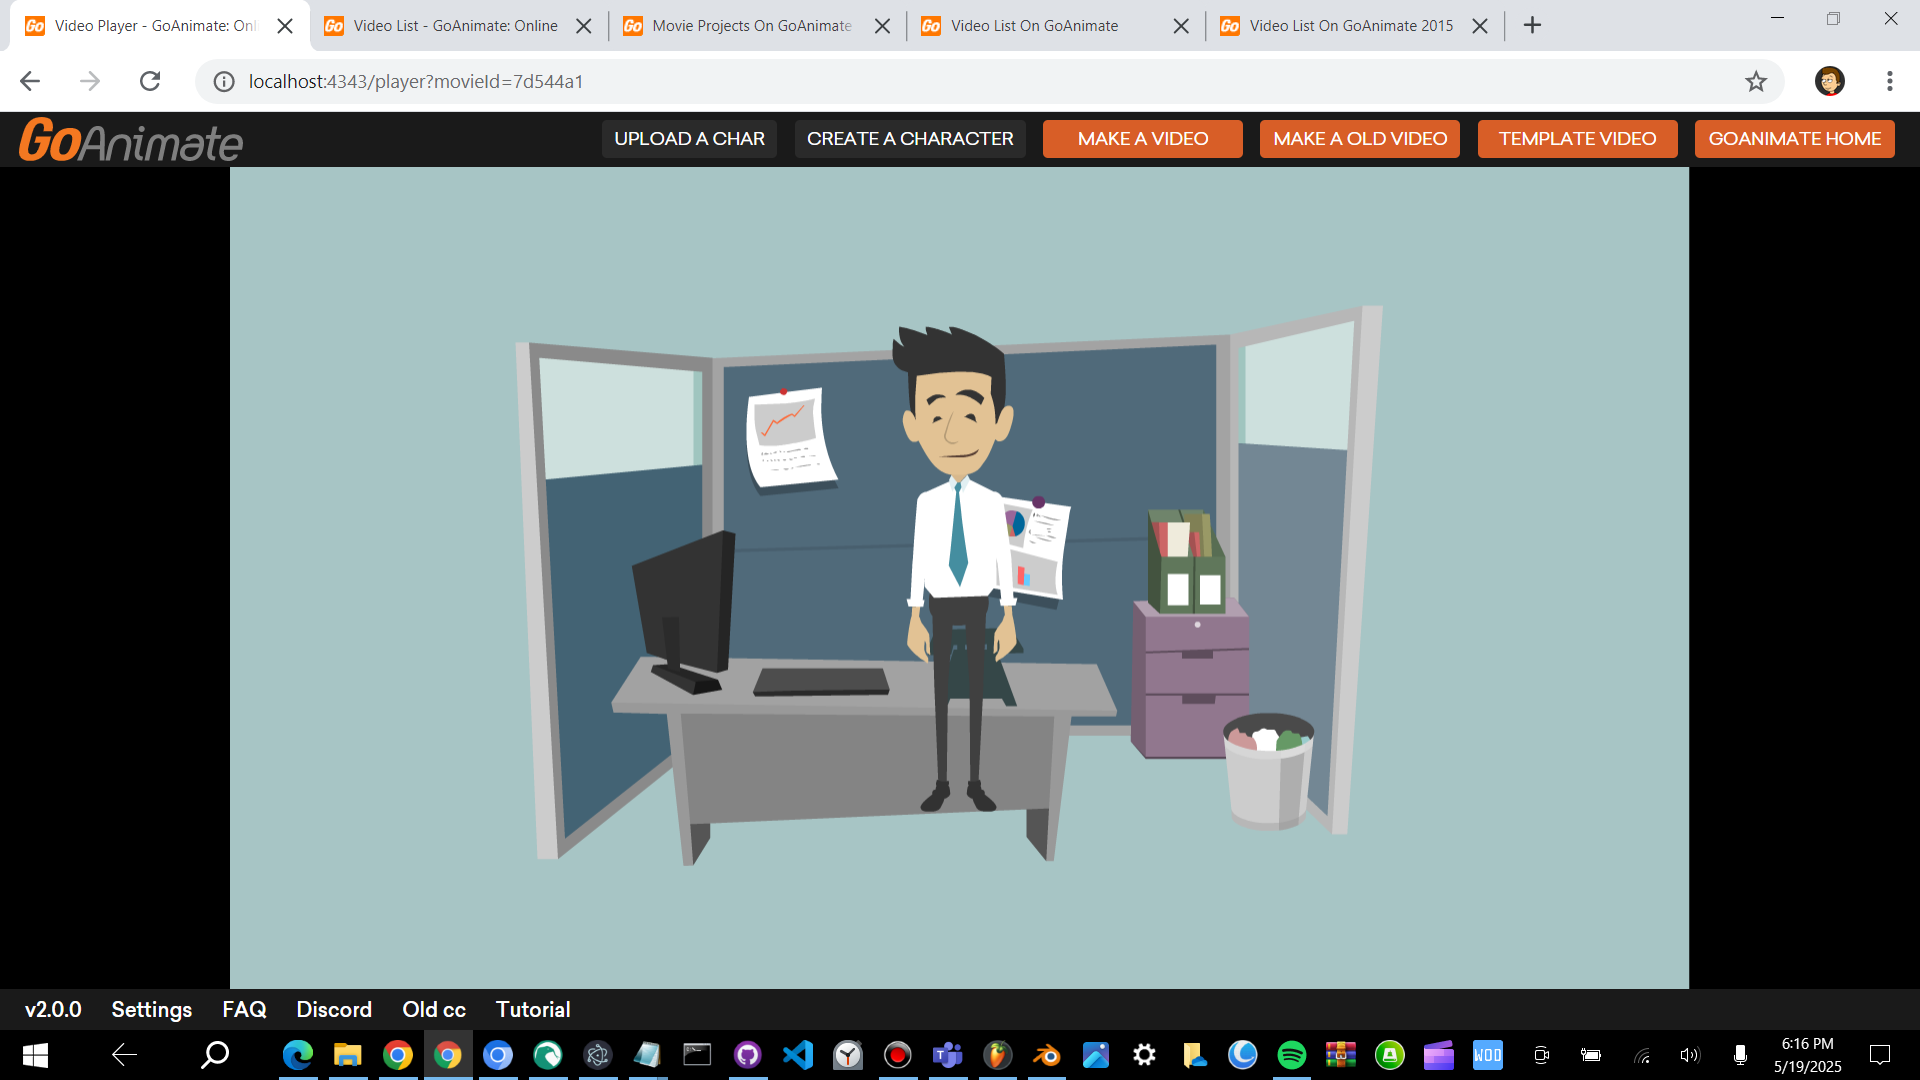 Video Player - GoAnimate: Onl
Video List - GoAnimate: Online
Movie Projects On GoAnimate
Video List On GoAnimate
Video List On GoAnimate 2015
localhost:4343/player?movieId=7d544a1
GoAnimate
UPLOAD A CHAR
CREATE A CHARACTER
MAKE A VIDEO
MAKE A OLD VIDEO
TEMPLATE VIDEO
GOANIMATE HOME
v2.0.0
Settings
FAQ
Discord
Old cc
Tutorial
WOO
6:16 PM
5/19/2025